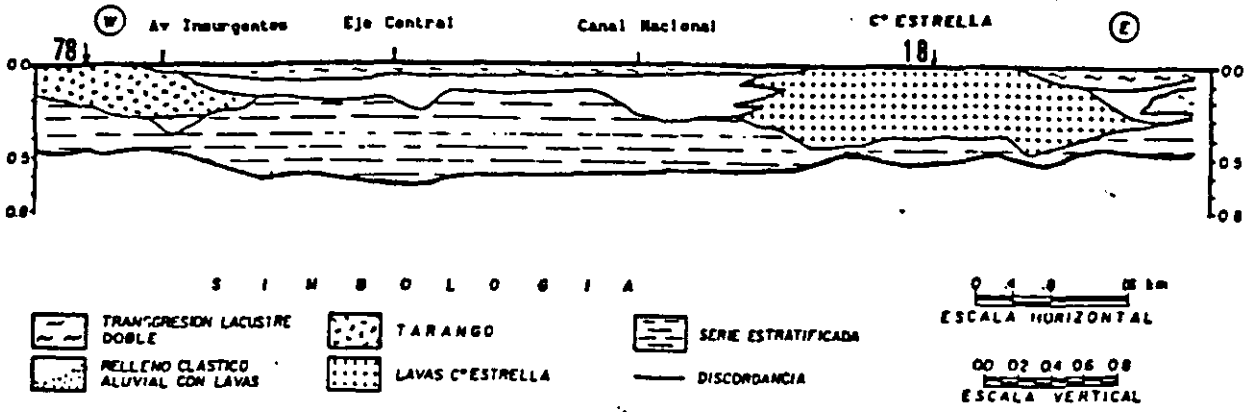 W Av Insurgentes Eje Central Canal Nacional Cº ESTRELLA E
78 18
0.0 0.0
0.5 0.5
0.8 0.8
S I M B O L O G I A
TRANSGRESION LACUSTRE DOBLE
TARANGO
SERIE ESTRATIFICADA
RELLENO CLASTICO ALUVIAL CON LAVAS
LAVAS Cº ESTRELLA
DISCORDANCIA
0 .4 .8 km
ESCALA HORIZONTAL
0.0 0.2 0.4 0.6 0.8
ESCALA VERTICAL